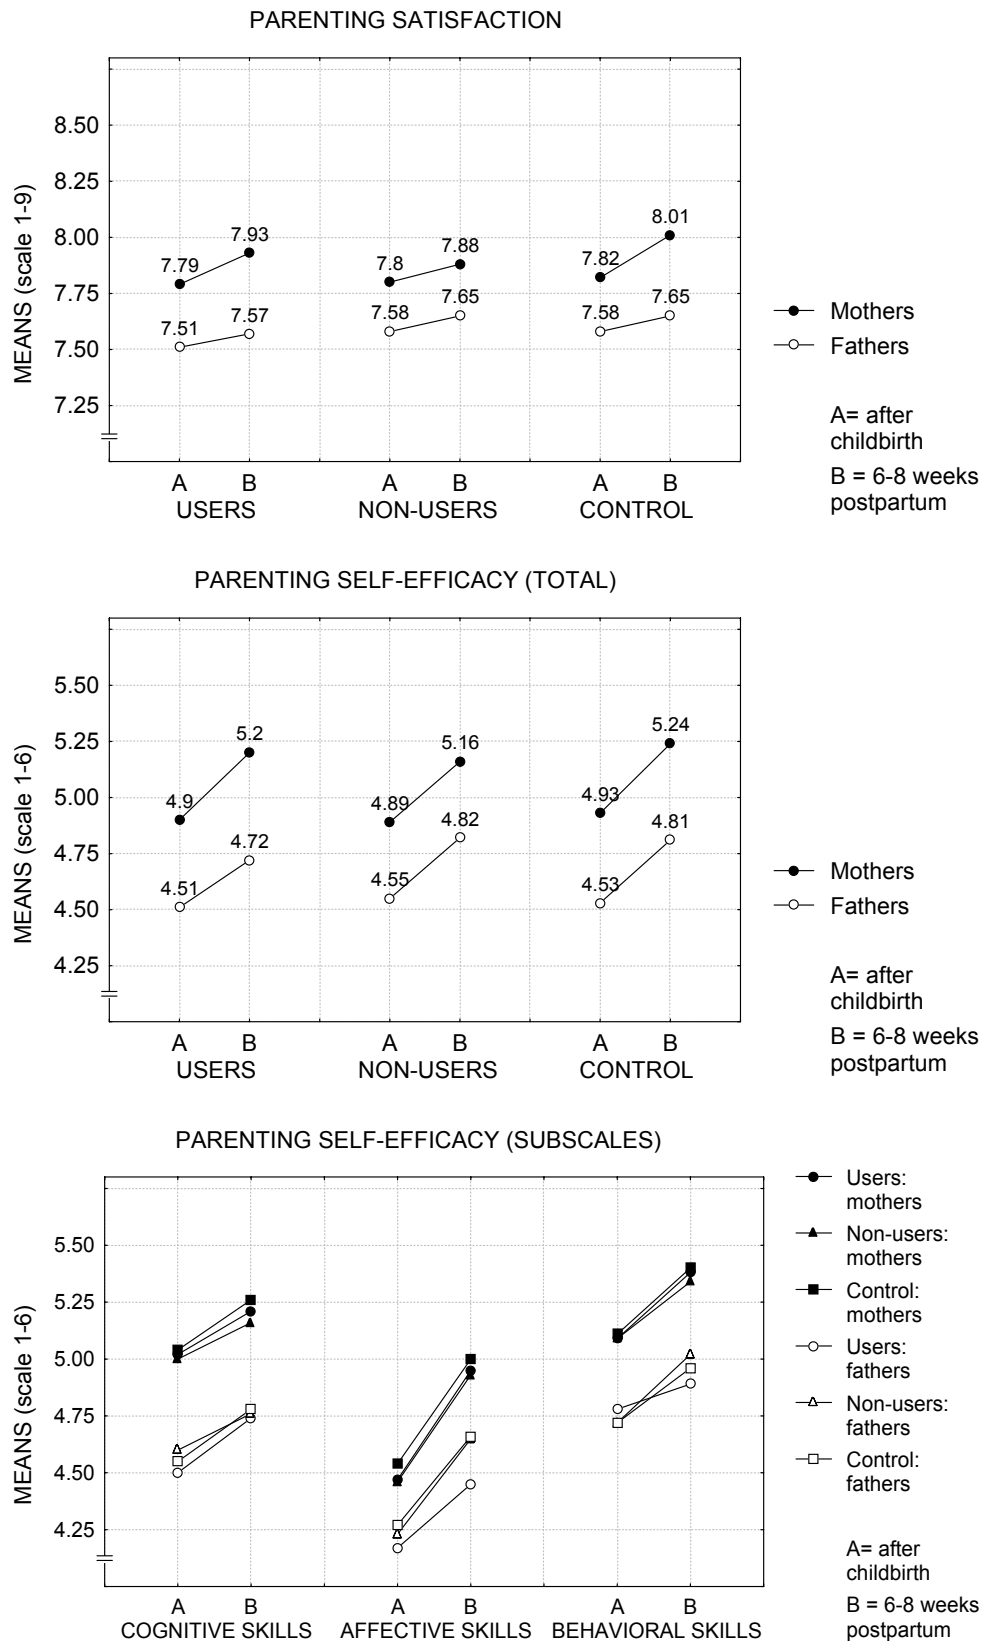 PARENTING SATISFACTION
MEANS (scale 1-9)
8.50
8.25
8.00
7.75
7.50
7.25
7.79
7.93
7.51
7.57
7.8
7.88
7.58
7.65
7.82
8.01
7.58
7.65
A B A B A B
USERS NON-USERS CONTROL
Mothers
Fathers
A= after
childbirth
B = 6-8 weeks
postpartum
PARENTING SELF-EFFICACY (TOTAL)
MEANS (scale 1-6)
5.50
5.25
5.00
4.75
4.50
4.25
4.9
5.2
4.51
4.72
4.89
5.16
4.55
4.82
4.93
5.24
4.53
4.81
A B A B A B
USERS NON-USERS CONTROL
Mothers
Fathers
A= after
childbirth
B = 6-8 weeks
postpartum
PARENTING SELF-EFFICACY (SUBSCALES)
MEANS (scale 1-6)
5.50
5.25
5.00
4.75
4.50
4.25
A B A B A B
COGNITIVE SKILLS AFFECTIVE SKILLS BEHAVIORAL SKILLS
Users:
mothers
Non-users:
mothers
Control:
mothers
Users:
fathers
Non-users:
fathers
Control:
fathers
A= after
childbirth
B = 6-8 weeks
postpartum